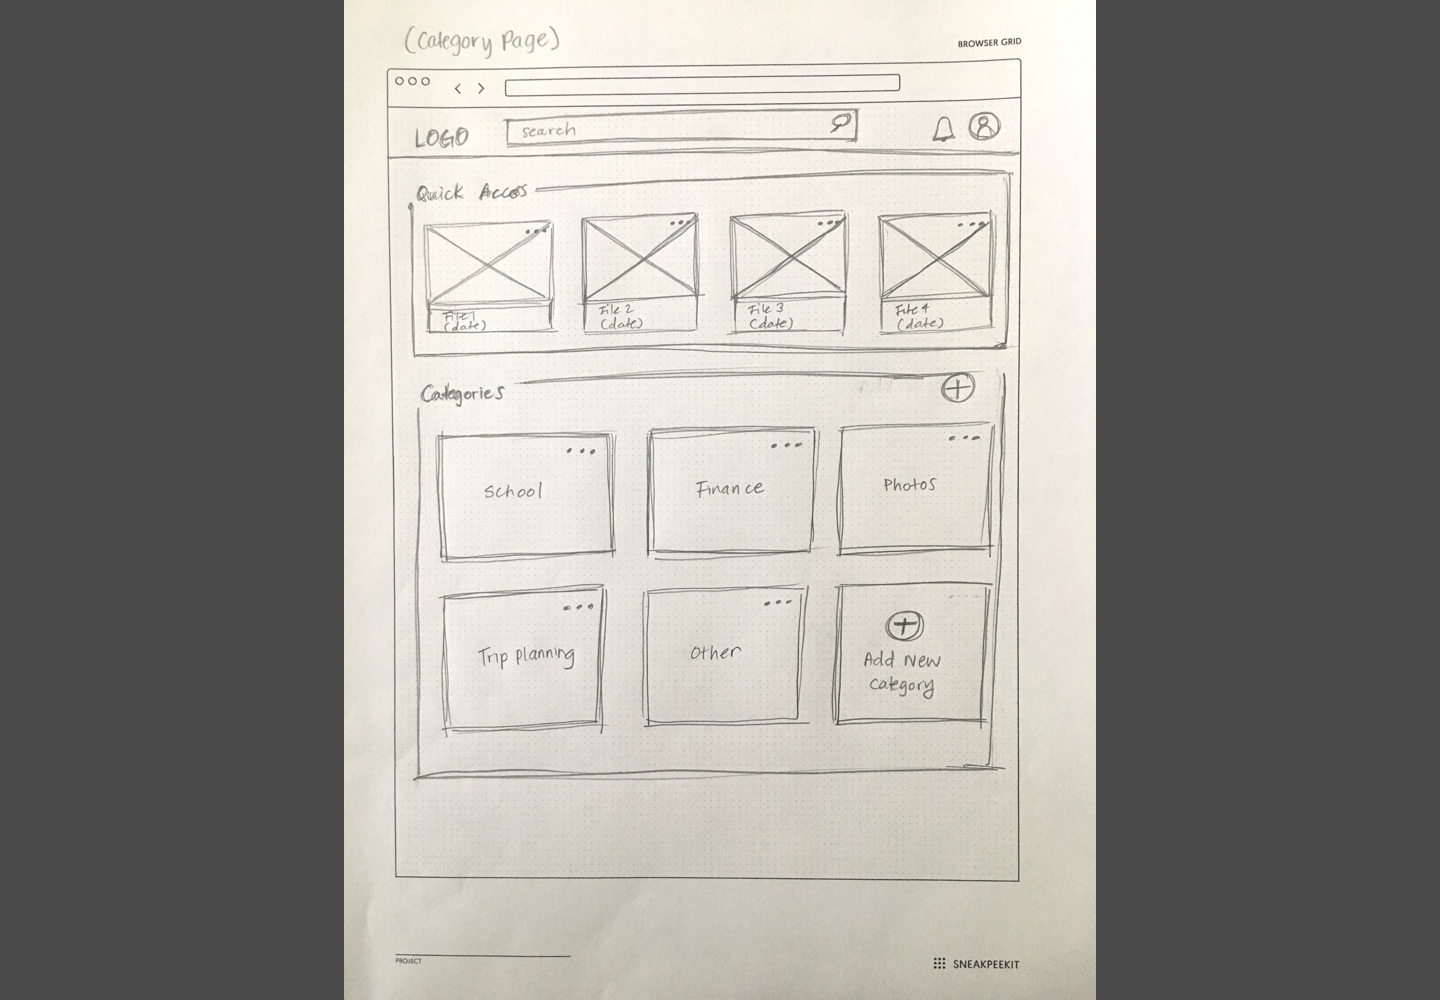 (Category Page)
BROWSER GRID
LOGO
search
Quick Access
File 1
(date)
File 2
(date)
File 3
(date)
File 4
(date)
Categories
School
Finance
Photos
Trip planning
Other
Add New
Category
PROJECT
SNEAKPEEKIT